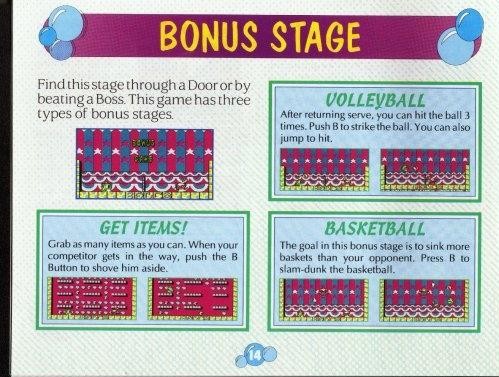 BONUS STAGE
Find this stage through a Door or by
beating a Boss. This game has three
types of bonus stages.
BONUS
GAME
VOLLEYBALL
After returning serve, you can hit the ball 3
times. Push B to strike the ball. You can also
jump to hit.
GET ITEMS!
Grab as many items as you can. When your
competitor gets in the way, push the B
Button to shove him aside.
BASKETBALL
The goal in this bonus stage is to sink more
baskets than your opponent. Press B to
slam-dunk the basketball.
14